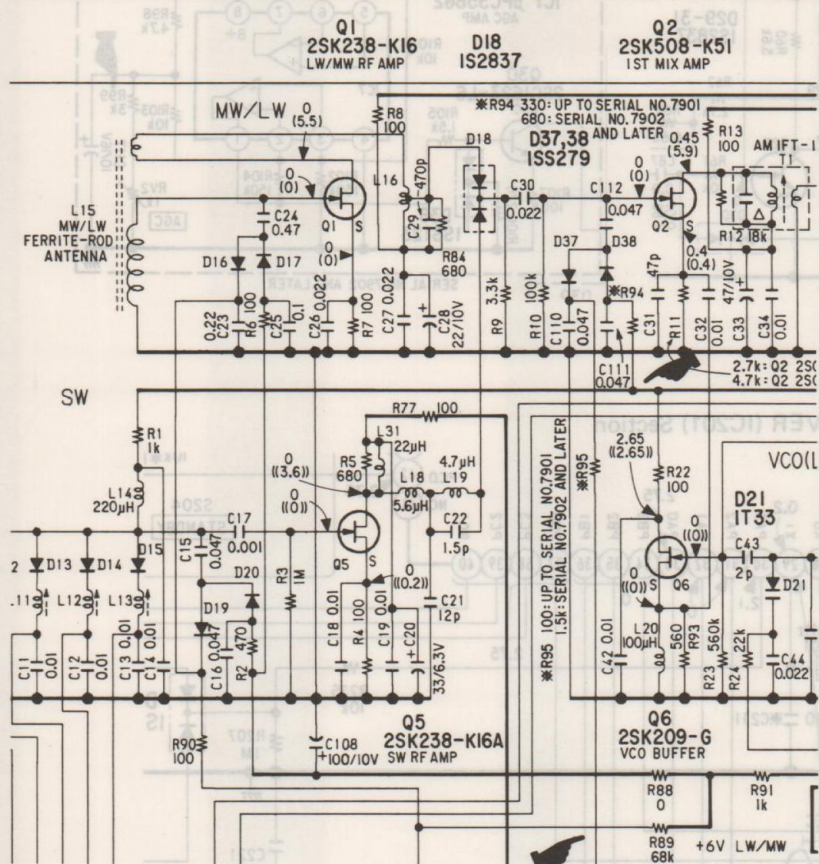 Q1
2SK238-K16
LW/MW RF AMP
D18
1S2837
Q2
2SK508-K51
1ST MIX AMP
MW/LW
0
(5.5)
R8
100
※R94 330: UP TO SERIAL NO.7901
680: SERIAL NO.7902
AND LATER
D37,38
1SS279
0.45
(5.9)
R13
100
AM IFT-1
T1
L15
MW/LW
FERRITE-ROD
ANTENNA
0
(0)
Q1
S
0
(0)
C24
0.47
L16
C29
470p
D18
C30
0.022
C112
0.047
0
(0)
Q2
S
0.4
(0.4)
R12 18k
R84
680
D16
D17
D37
D38
※R94
0.22
C23
R6 100
C25
0.1
C26 0.022
R7 100
C27 0.022
C28
22/10V
R9
3.3k
R10
100k
C110
0.047
C111
0.047
47p
C31
R11
C32
0.01
47/10V
C33
C34
0.01
2.7k: Q2 2S
4.7k: Q2 2S
SW
R1
1k
L14
220μH
R77
100
L31
22μH
R5
680
0
((3.6))
L18
5.6μH
4.7μH
L19
0
((0))
C22
1.5p
Q5
S
0
((0.2))
C21
12p
※R95 100: UP TO SERIAL NO.7901
1.5k: SERIAL NO.7902 AND LATER
※R95
2.65
((2.65))
R22
100
VCO(L
D21
1T33
0
((0))
C43
2p
D21
0
((0))
S
Q6
L20
100μH
2
D13
D14
D15
C15
0.047
C17
0.001
D20
D19
R3
1M
L11
L12
L13
C11
0.01
C12
0.01
C13 0.01
C14 0.01
C16 0.047
R2
470
C18 0.01
R4 100
C19 0.01
C20
33/6.3V
C42 0.01
560
R93
R23
560k
R24
22k
C44
0.022
R90
100
C108
100/10V
Q5
2SK238-K16A
SW RF AMP
Q6
2SK209-G
VCO BUFFER
R88
0
R91
1k
R89
68k
+6V LW/MW